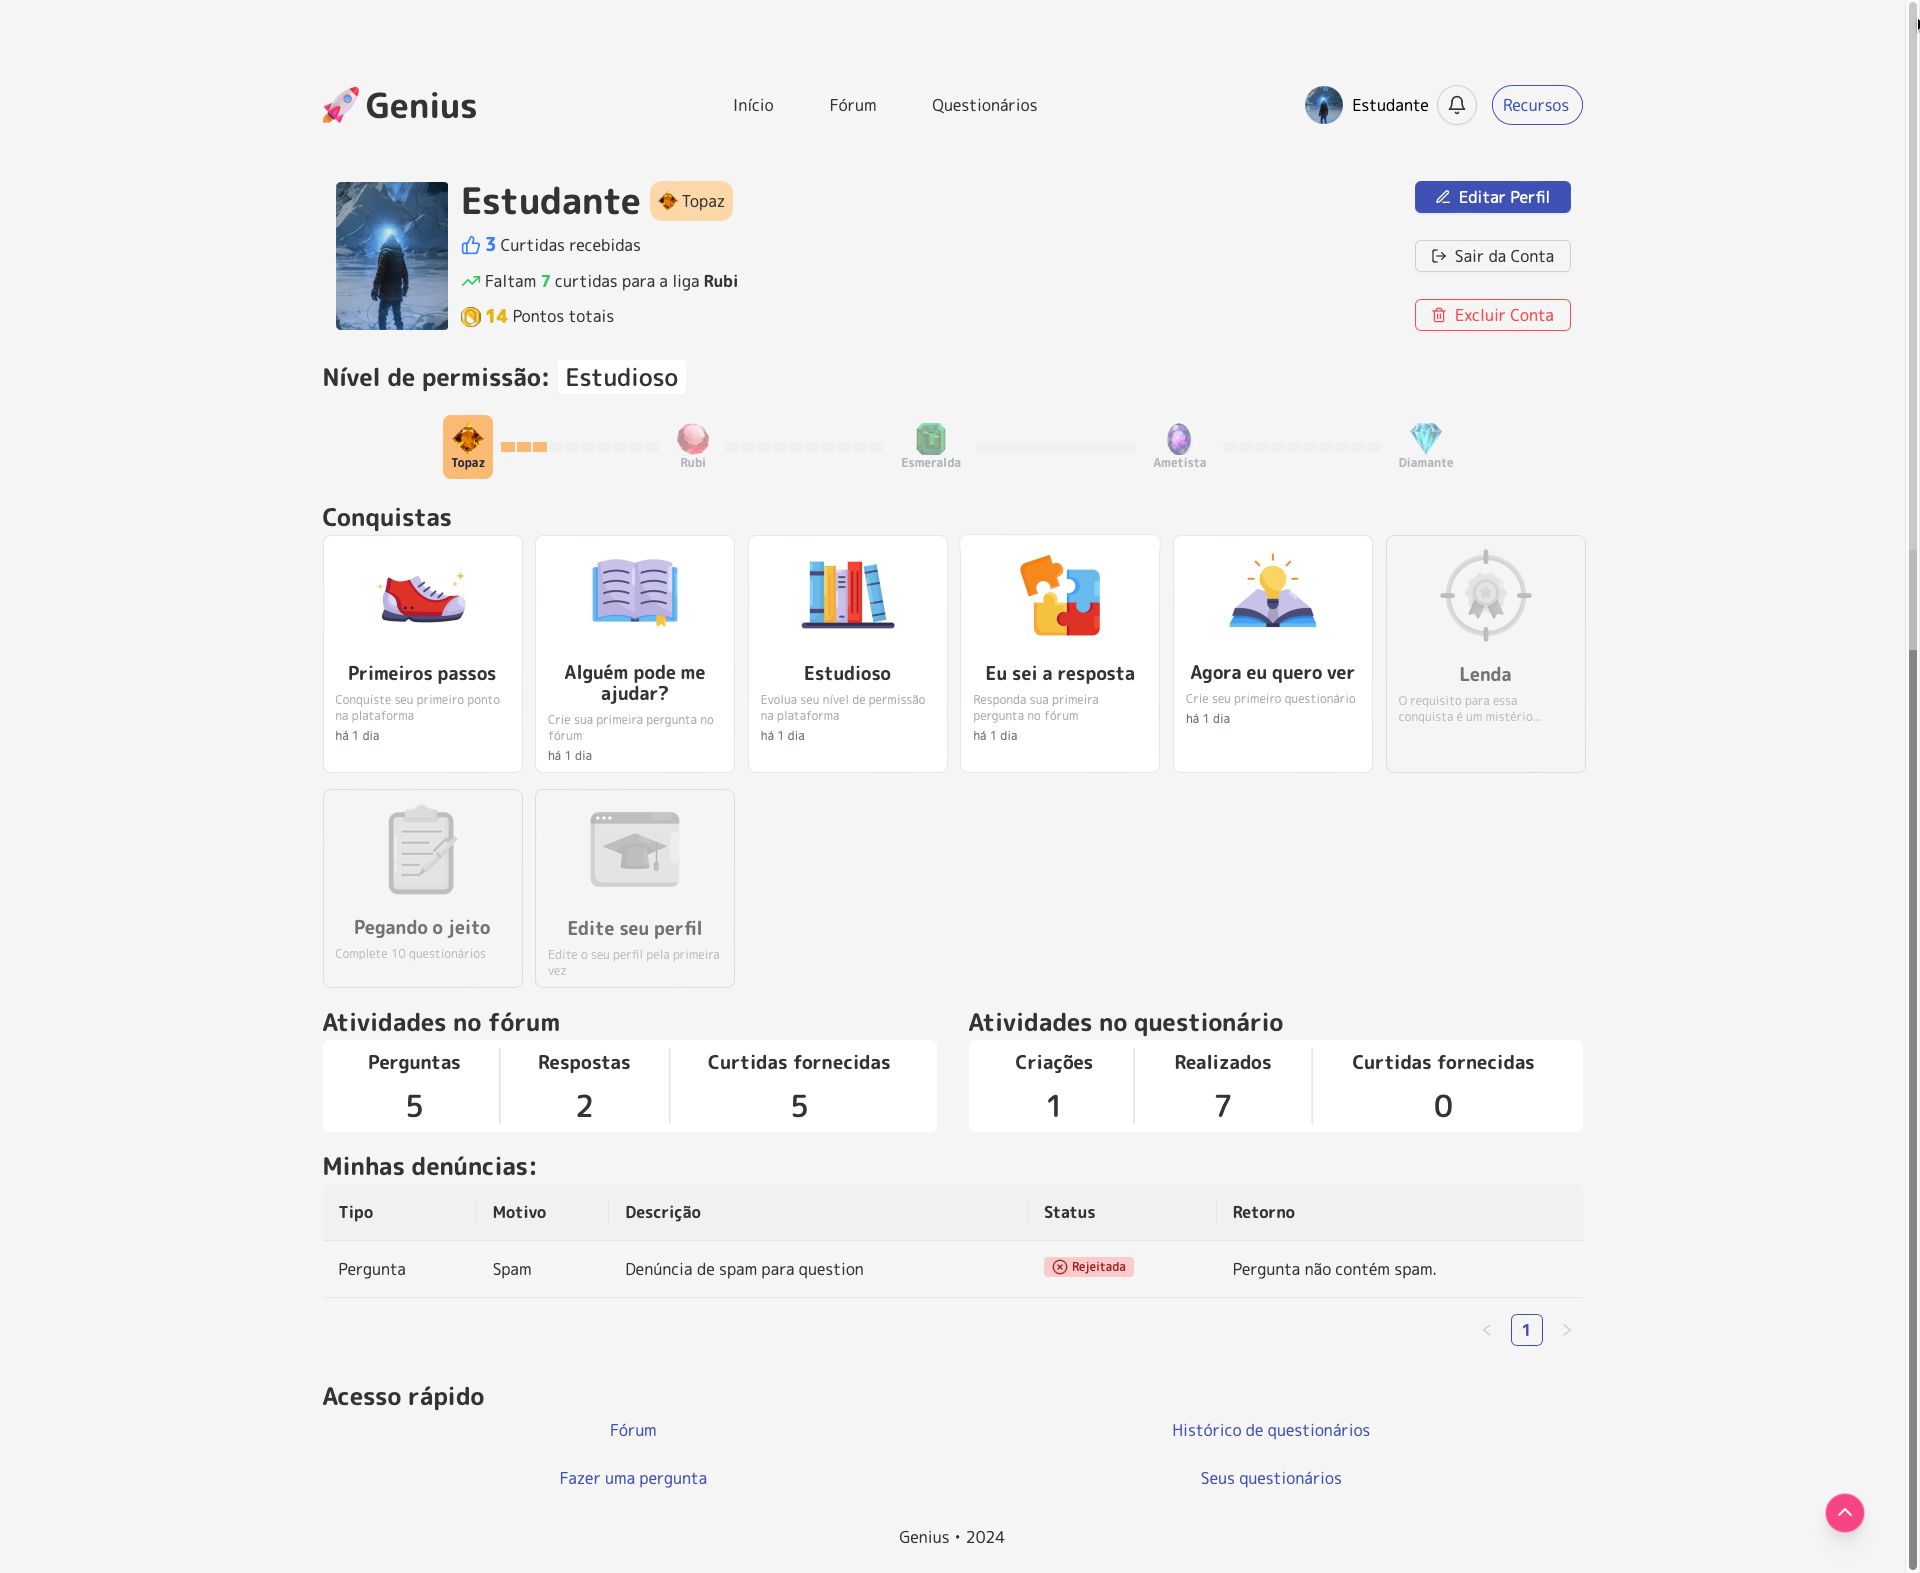 Genius
Início
Fórum
Questionários
Estudante
Recursos
Estudante
Topaz
3 Curtidas recebidas
Faltam 7 curtidas para a liga Rubi
14 Pontos totais
Editar Perfil
Sair da Conta
Excluir Conta
Nível de permissão: Estudioso
Topaz
Rubi
Esmeralda
Ametista
Diamante
Conquistas
Primeiros passos
Conquiste seu primeiro ponto
na plataforma
há 1 dia
Alguém pode me
ajudar?
Crie sua primeira pergunta no
fórum
há 1 dia
Estudioso
Evolua seu nível de permissão
na plataforma
há 1 dia
Eu sei a resposta
Responda sua primeira
pergunta no fórum
há 1 dia
Agora eu quero ver
Crie seu primeiro questionário
há 1 dia
Lenda
O requisito para essa
conquista é um mistério...
Pegando o jeito
Complete 10 questionários
Edite seu perfil
Edite o seu perfil pela primeira
vez
Atividades no fórum
Perguntas
5
Respostas
2
Curtidas fornecidas
5
Atividades no questionário
Criações
1
Realizados
7
Curtidas fornecidas
0
Minhas denúncias:
Tipo
Motivo
Descrição
Status
Retorno
Pergunta
Spam
Denúncia de spam para question
Rejeitada
Pergunta não contém spam.
1
Acesso rápido
Fórum
Histórico de questionários
Fazer uma pergunta
Seus questionários
Genius • 2024